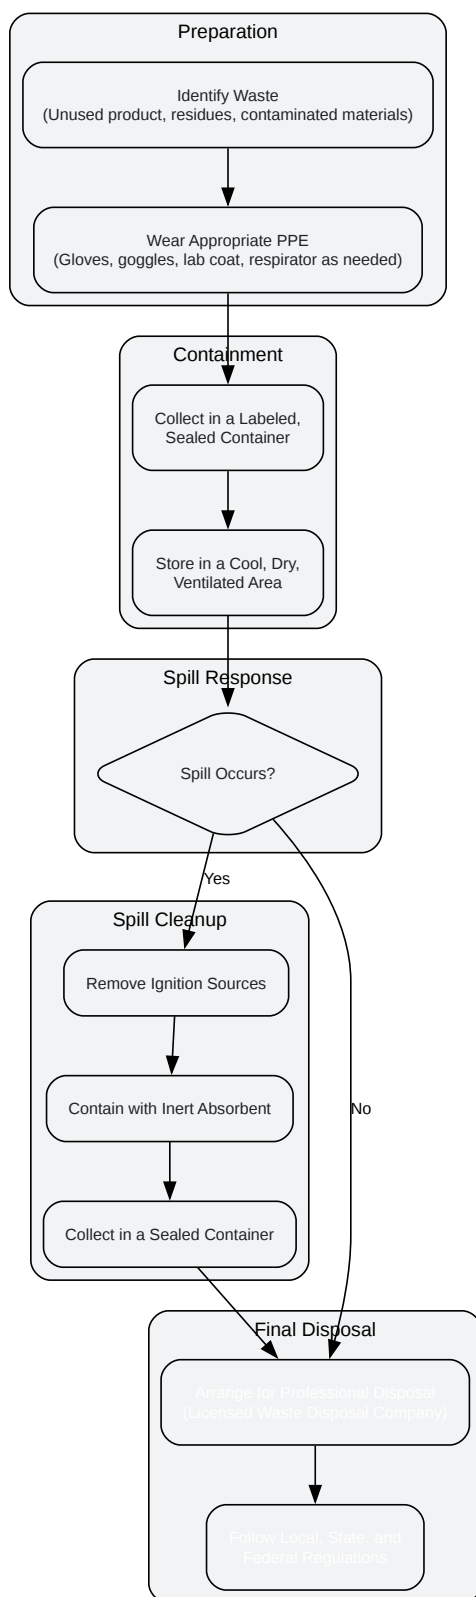 Preparation
Identify Waste
(Unused product, residues, contaminated materials)
Wear Appropriate PPE
(Gloves, goggles, lab coat, respirator as needed)
Containment
Collect in a Labeled,
Sealed Container
Store in a Cool, Dry,
Ventilated Area
Spill Response
Spill Occurs?
Yes
Spill Cleanup
Remove Ignition Sources
Contain with Inert Absorbent
No
Collect in a Sealed Container
Final Disposal
Arrange for Professional Disposal
(Licensed Waste Disposal Company)
Follow Local, State, and
Federal Regulations